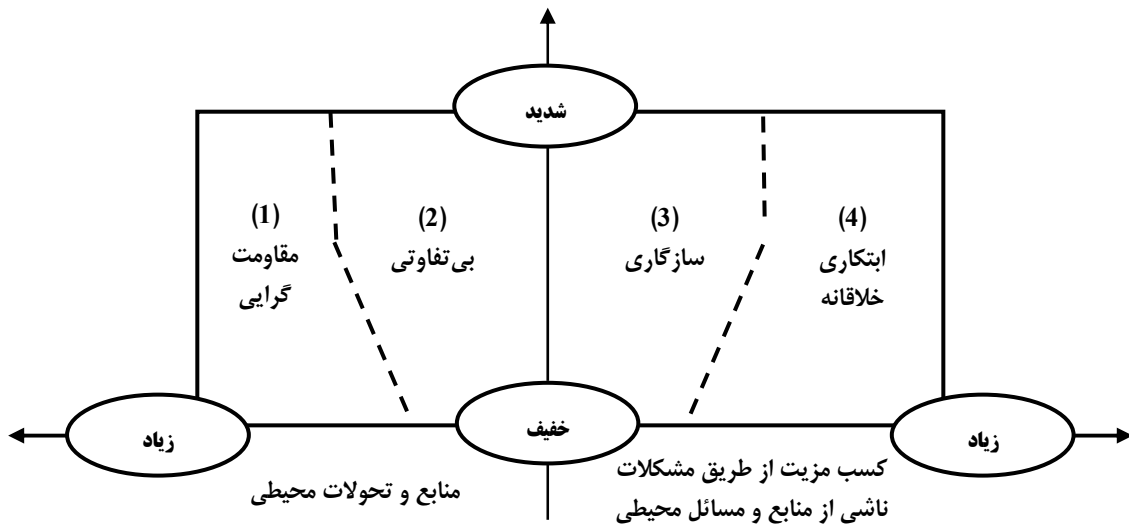 شدید
(1)
مقاومت
گرایی
(2)
بی‌تفاوتی
(3)
سازگاری
(4)
ابتکاری
خلاقانه
زیاد
خفیف
زیاد
منابع و تحولات محیطی
کسب مزیت از طریق مشکلات
ناشی از منابع و مسائل محیطی